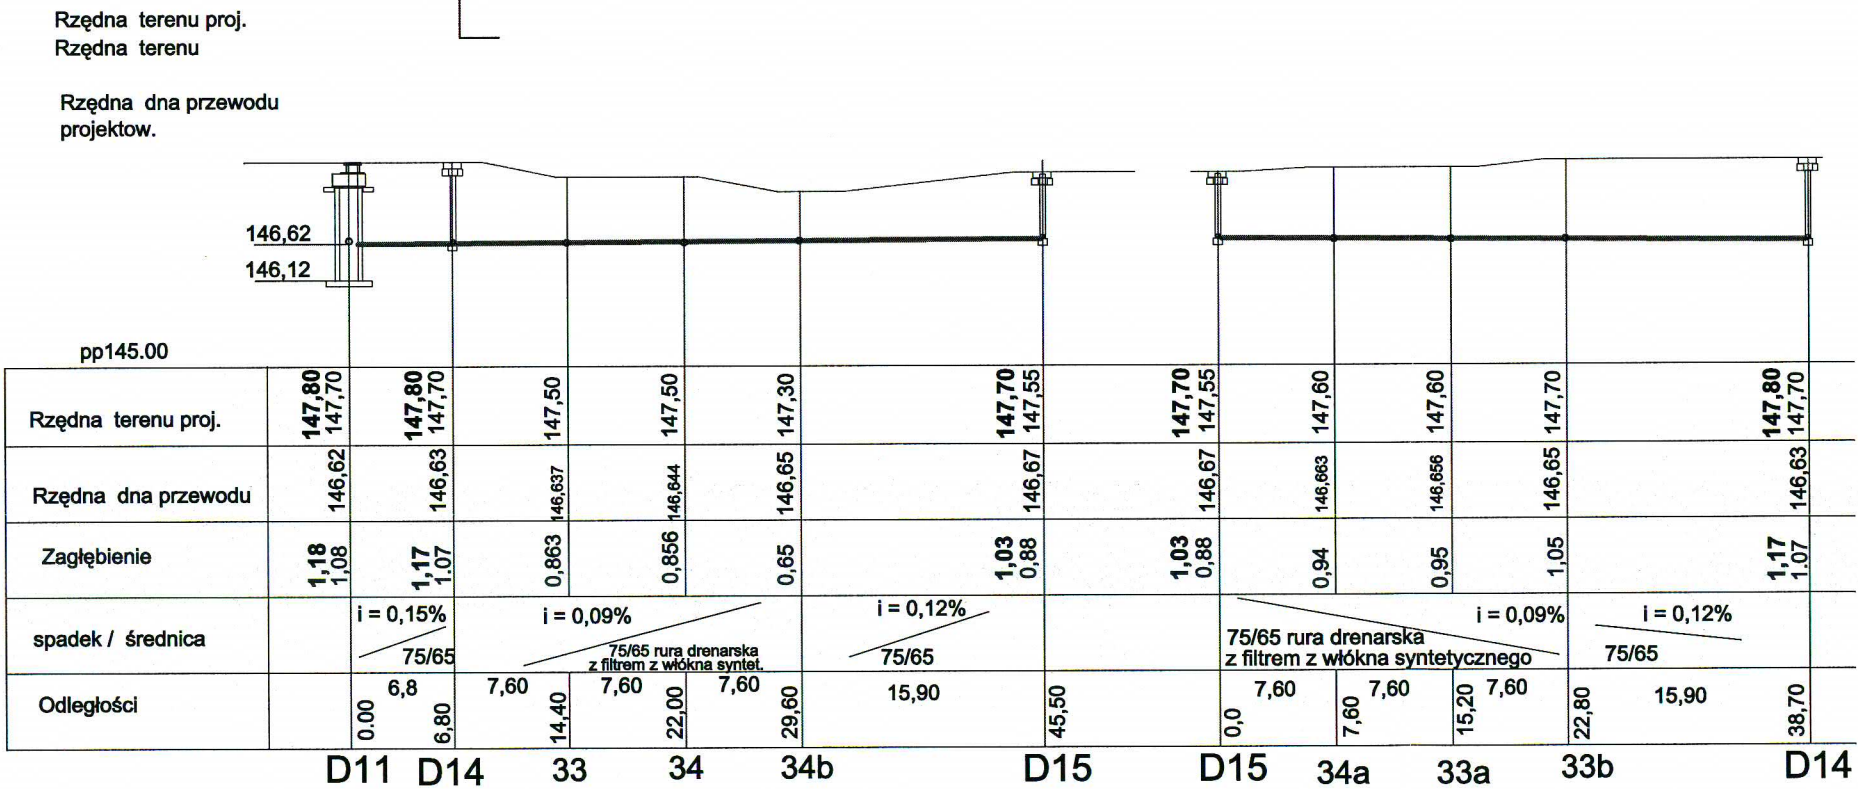 Rzędna terenu proj.
Rzędna terenu
Rzędna dna przewodu
projektow.
146,62
146,12
pp145.00
Rzędna terenu proj.
147,80 147,70 147,80 147,70 147,50 147,50 147,30 147,70 147,55 147,70 147,55 147,60 147,60 147,70 147,80 147,70
Rzędna dna przewodu
146,62 146,63 146,637 146,644 146,65 146,67 146,67 146,663 146,656 146,65 146,63
Zagłębienie
1,18 1,08 1,17 1.07 0,863 0,856 0,65 1,03 0,88 1,03 0,88 0,94 0,95 1,05 1,17 1.07
spadek / średnica
i = 0,15%
75/65
i = 0,09%
75/65 rura drenarska
z filtrem z włókna syntet.
i = 0,12%
75/65
i = 0,09%
75/65 rura drenarska
z filtrem z włókna syntetycznego
i = 0,12%
75/65
Odległości
6,8 7,60 7,60 7,60 15,90 7,60 7,60 7,60 15,90
0.00 6,80 14,40 22,00 29,60 45,50 0,0 7,60 15,20 22,80 38,70
D11 D14 33 34 34b D15 D15 34a 33a 33b D14